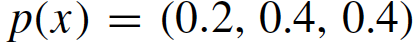 p(x) = (0.2, 0.4, 0.4)